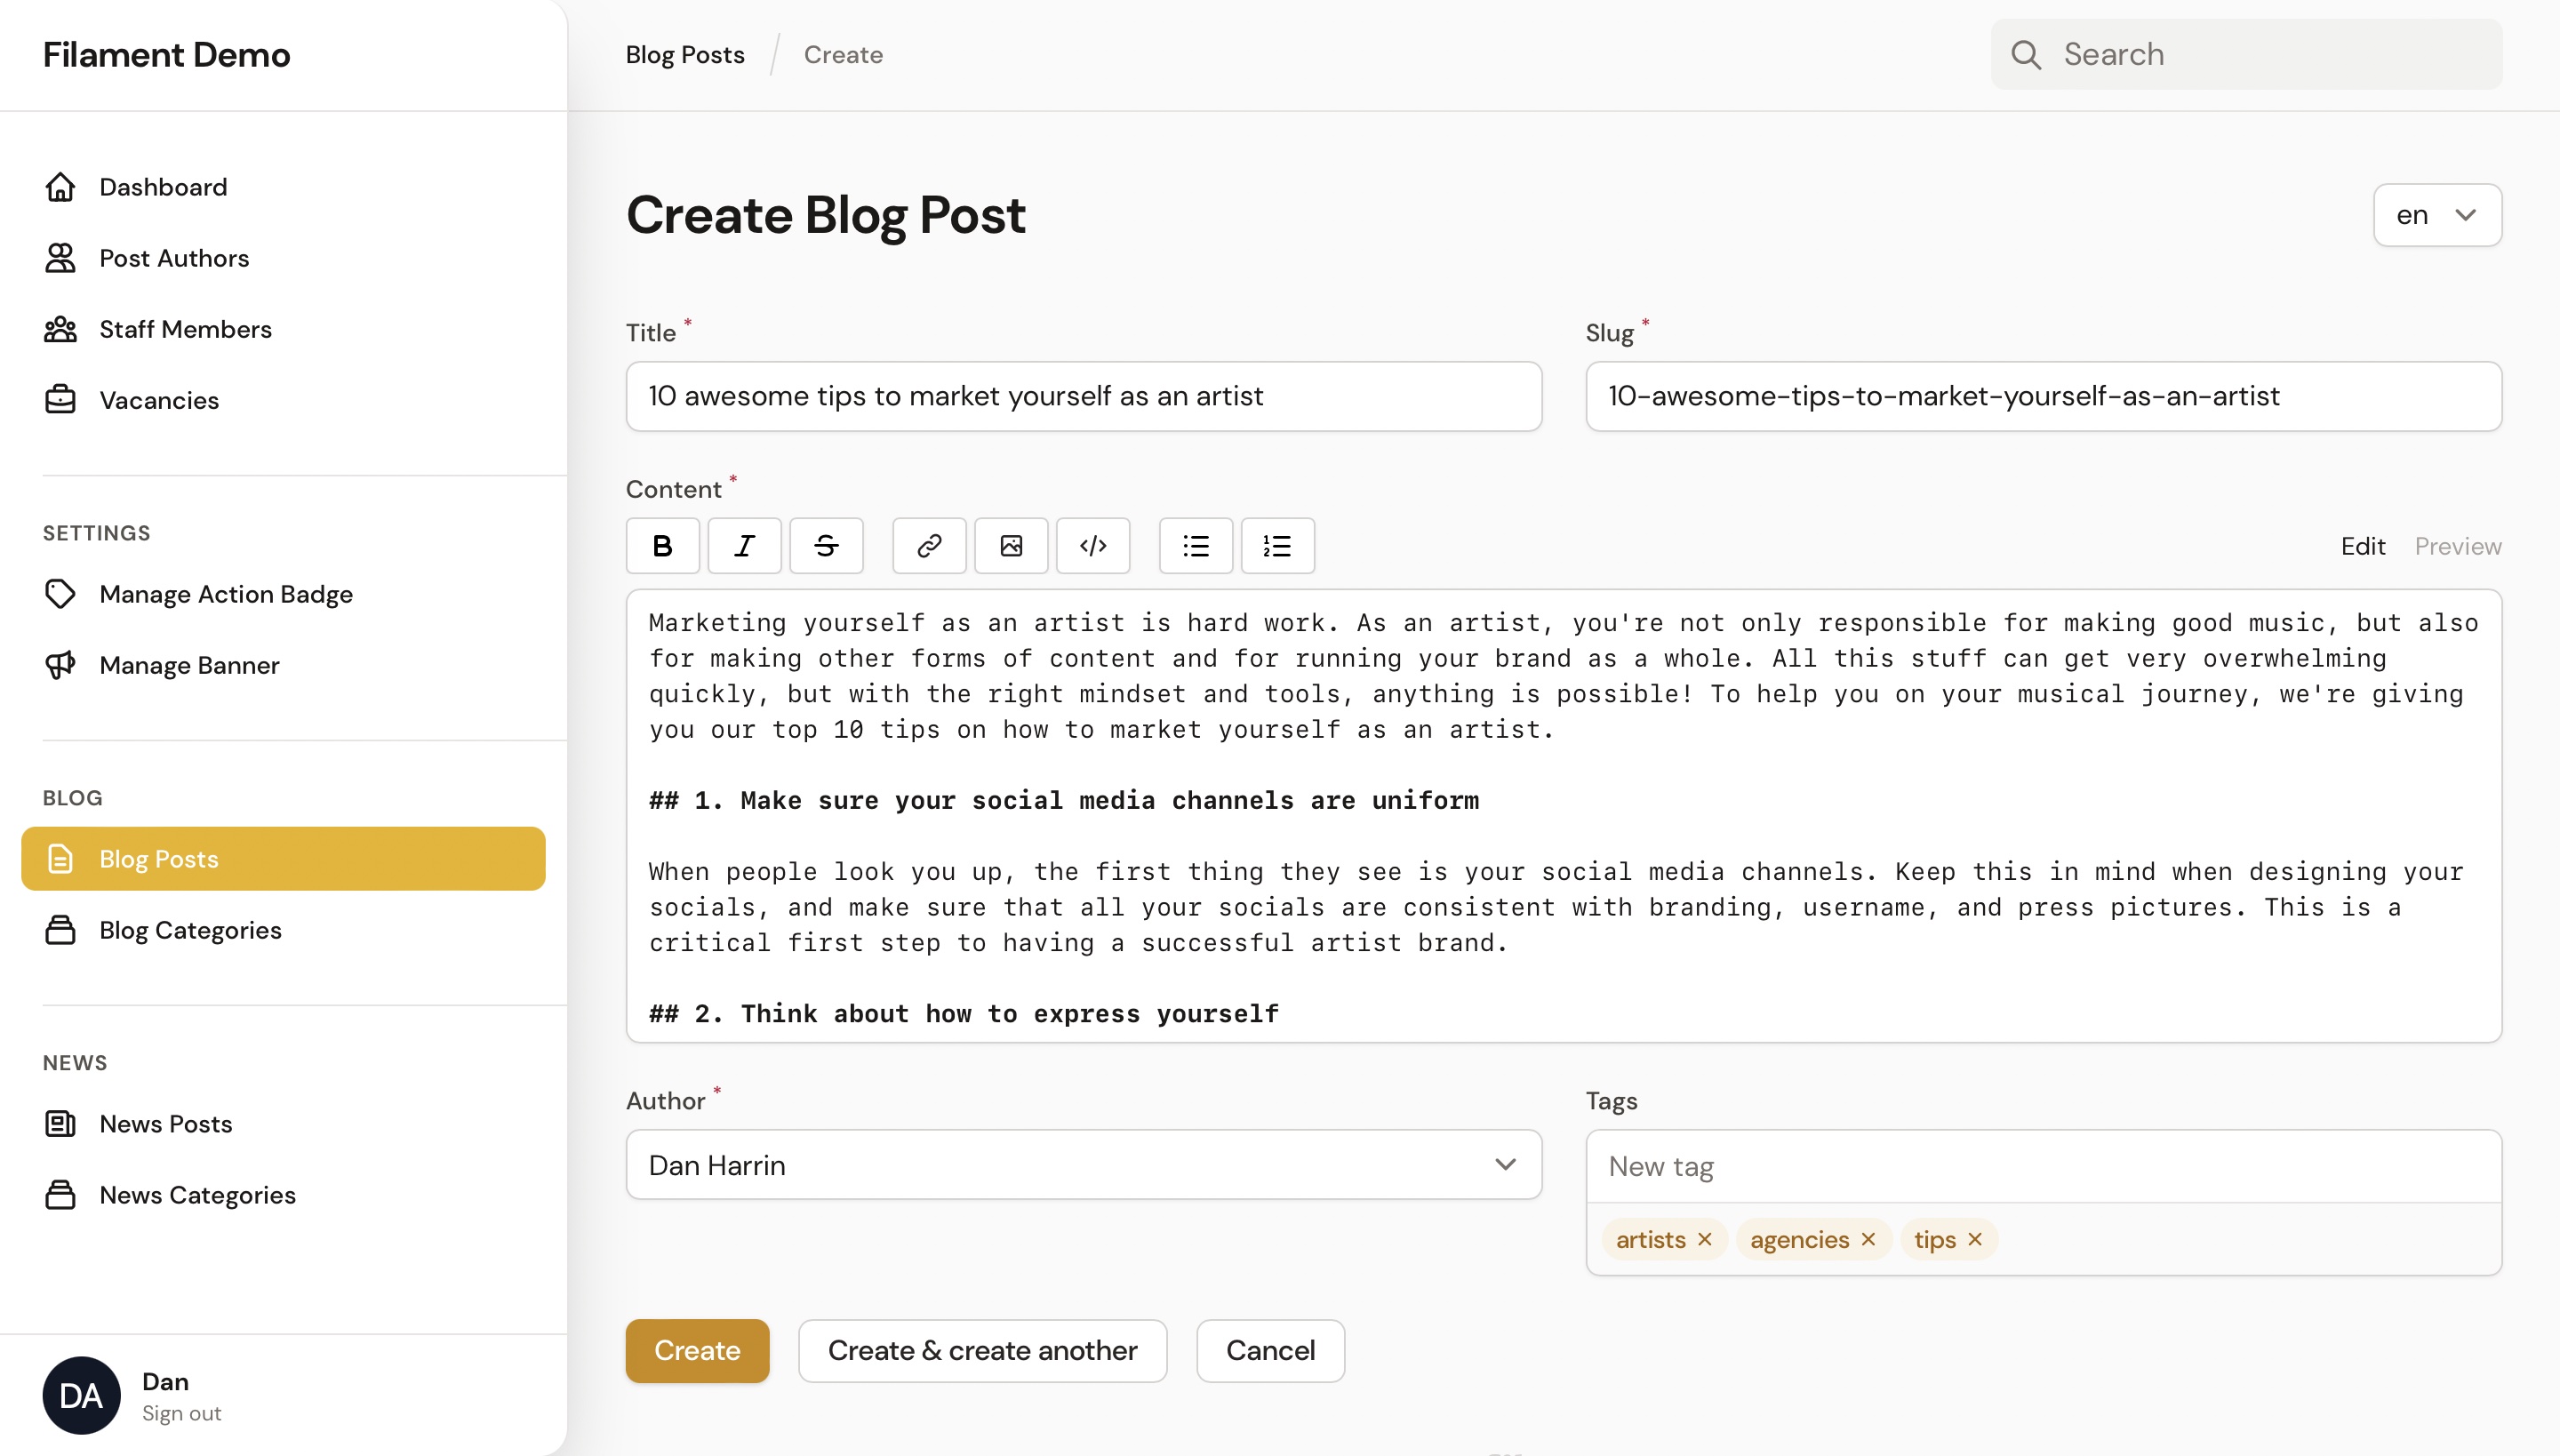 Filament Demo
Dashboard
Post Authors
Staff Members
Vacancies
SETTINGS
Manage Action Badge
Manage Banner
BLOG
Blog Posts
Blog Categories
NEWS
News Posts
News Categories
DA
Dan
Sign out
Blog Posts / Create
Search
Create Blog Post
en
Title *
10 awesome tips to market yourself as an artist
Slug *
10-awesome-tips-to-market-yourself-as-an-artist
Content *
B I S </> 1 2
Edit Preview
Marketing yourself as an artist is hard work. As an artist, you're not only responsible for making good music, but also
for making other forms of content and for running your brand as a whole. All this stuff can get very overwhelming
quickly, but with the right mindset and tools, anything is possible! To help you on your musical journey, we're giving
you our top 10 tips on how to market yourself as an artist.
## 1. Make sure your social media channels are uniform
When people look you up, the first thing they see is your social media channels. Keep this in mind when designing your
socials, and make sure that all your socials are consistent with branding, username, and press pictures. This is a
critical first step to having a successful artist brand.
## 2. Think about how to express yourself
Author *
Dan Harrin
Tags
New tag
artists × agencies × tips ×
Create
Create & create another
Cancel